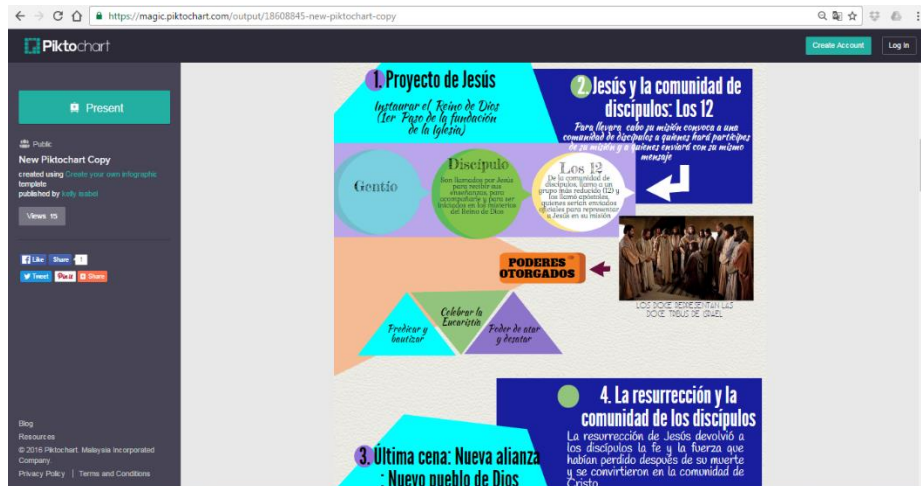 https://magic.piktochart.com/output/18608845-new-piktochart-copy
Piktochart
Create Account
Log In
Present
Public
New Piktochart Copy
created using Create your own infographic
template
published by kelly isabel
Views 15
Like Share 1
Tweet Pin it Share
Blog
Resources
© 2016 Piktochart. Malaysia Incorporated
Company.
Privacy Policy | Terms and Conditions
1. Proyecto de Jesús
Instaurar el Reino de Dios
(1er Paso de la fundación
de la Iglesia)
2. Jesús y la comunidad de
discípulos: Los 12
Para llevara cabo su misión convoca a una
comunidad de discípulos a quienes hará partícipes
de su misión y a quienes enviará con su mismo
mensaje
Gentío
Discípulo
Son llamados por Jesús
para recibir sus
enseñanzas, para
acompañarle y para ser
iniciados en los misterios
del Reino de Dios
Los 12
De la comunidad de
discípulos, llamo a un
grupo más reducido (12) y
los llamó apóstoles,
quienes serían enviados
oficiales para representar
a Jesús en su misión
PODERES
OTORGADOS
LOS DOCE REPRESENTAN LAS
DOCE TRIBUS DE ISRAEL
Predicar y
bautizar
Celebrar la
Eucaristía
Poder de atar
y desatar
3. Última cena: Nueva alianza
: Nuevo pueblo de Dios
4. La resurrección y la
comunidad de los discípulos
La resurrección de Jesús devolvió a
los discípulos la fe y la fuerza que
habían perdido después de su muerte
y se convirtieron en la comunidad de
Cristo